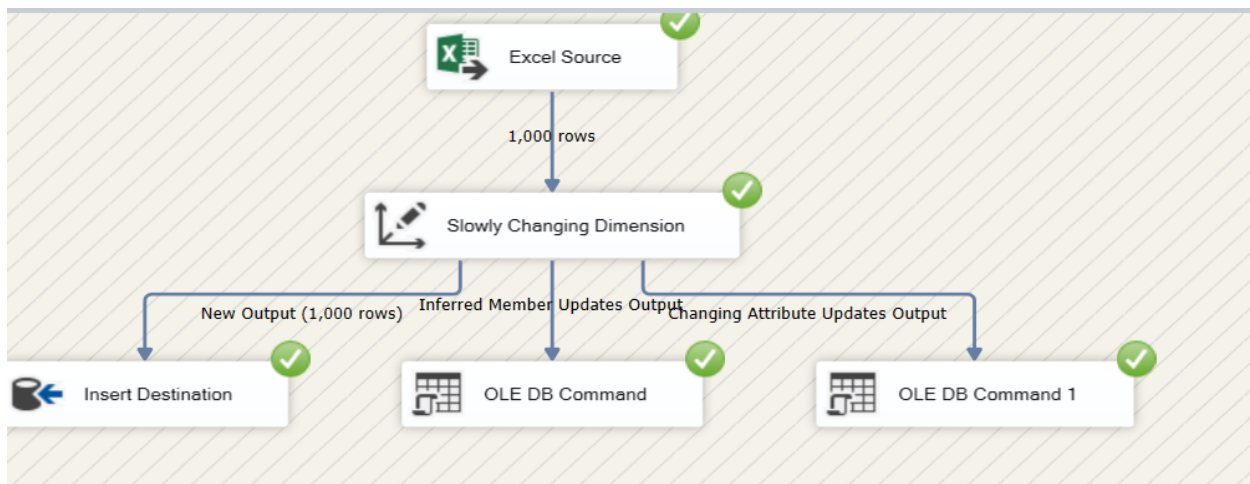 Excel Source
1,000 rows
Slowly Changing Dimension
New Output (1,000 rows)
Inferred Member Updates Output
Changing Attribute Updates Output
Insert Destination
OLE DB Command
OLE DB Command 1